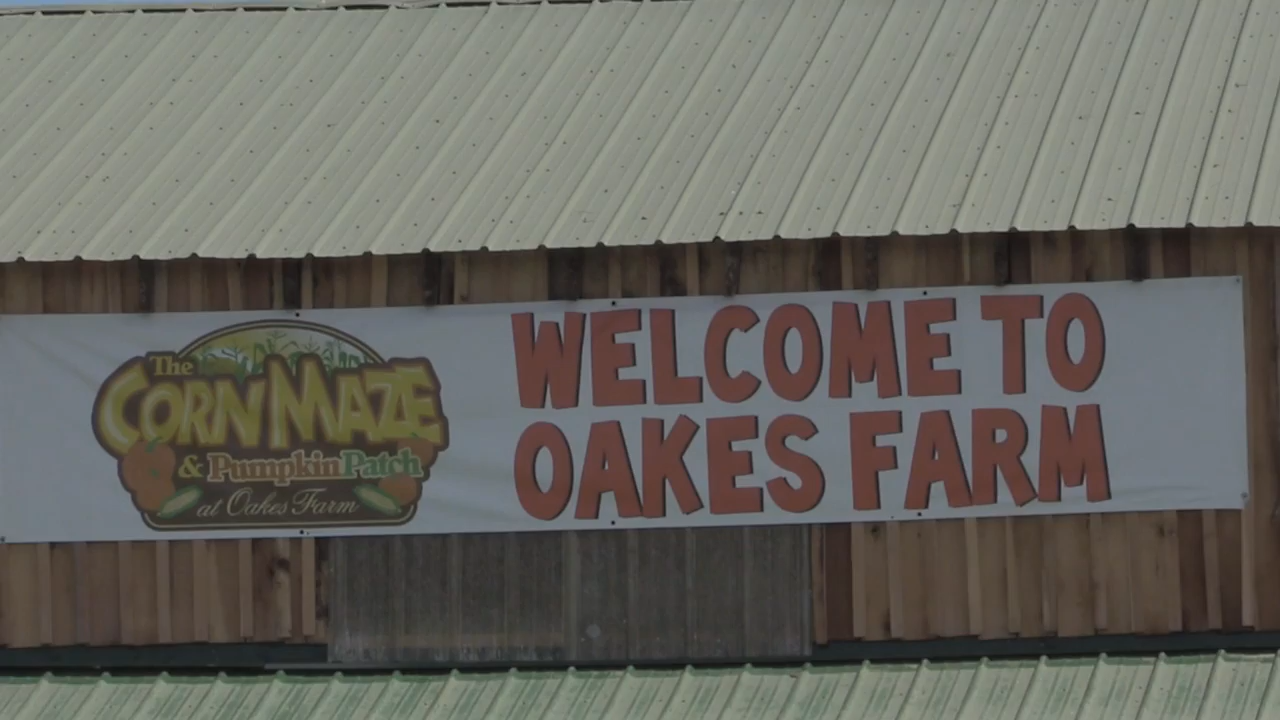 The
CORN MAZE
& Pumpkin Patch
at Oakes Farm
WELCOME TO
OAKES FARM